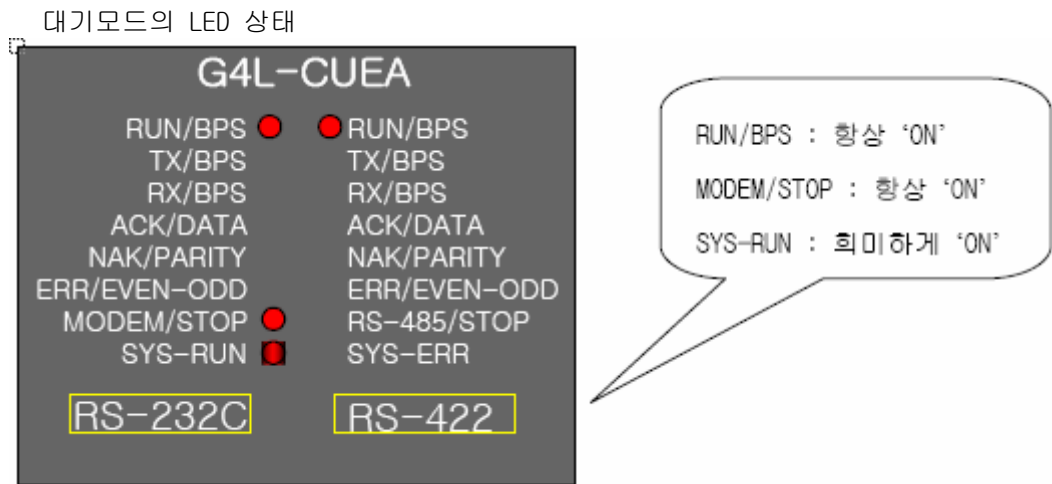 대기모드의 LED 상태
G4L-CUEA
RUN/BPS RUN/BPS
TX/BPS TX/BPS
RX/BPS RX/BPS
ACK/DATA ACK/DATA
NAK/PARITY NAK/PARITY
ERR/EVEN-ODD ERR/EVEN-ODD
MODEM/STOP RS-485/STOP
SYS-RUN SYS-ERR
RS-232C RS-422
RUN/BPS : 항상 ‘ON’
MODEM/STOP : 항상 ‘ON’
SYS-RUN : 희미하게 ‘ON’